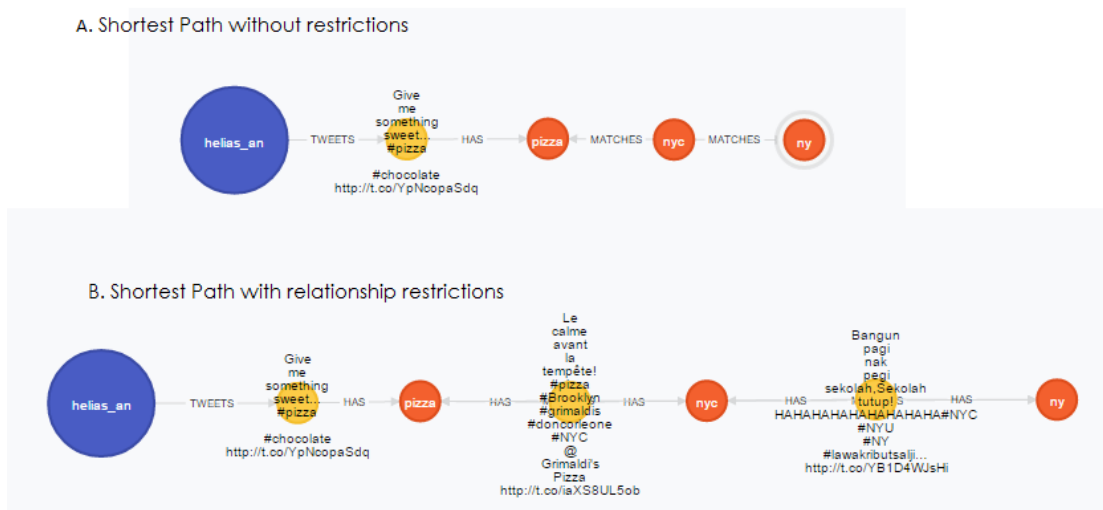 A. Shortest Path without restrictions
helias_an
TWEETS
Give
me
something
sweet...
#pizza
#chocolate
http://t.co/YpNcopaSdq
HAS
pizza
MATCHES
nyc
MATCHES
ny
B. Shortest Path with relationship restrictions
helias_an
TWEETS
Give
me
something
sweet...
#pizza
#chocolate
http://t.co/YpNcopaSdq
HAS
pizza
HAS
Le
calme
avant
la
tempête!
#pizza
#Brooklyn
#grimaldis
#doncorleone
#NYC
@
Grimaldi's
Pizza
http://t.co/iaXS8UL5ob
HAS
nyc
HAS
Bangun
pagi
nak
pegi
sekolah,Sekolah
tutup!
HAHAHAHAHAHAHAHAHA#NYC
#NYU
#NY
#lawakributsalji...
http://t.co/YB1D4WJsHi
HAS
ny